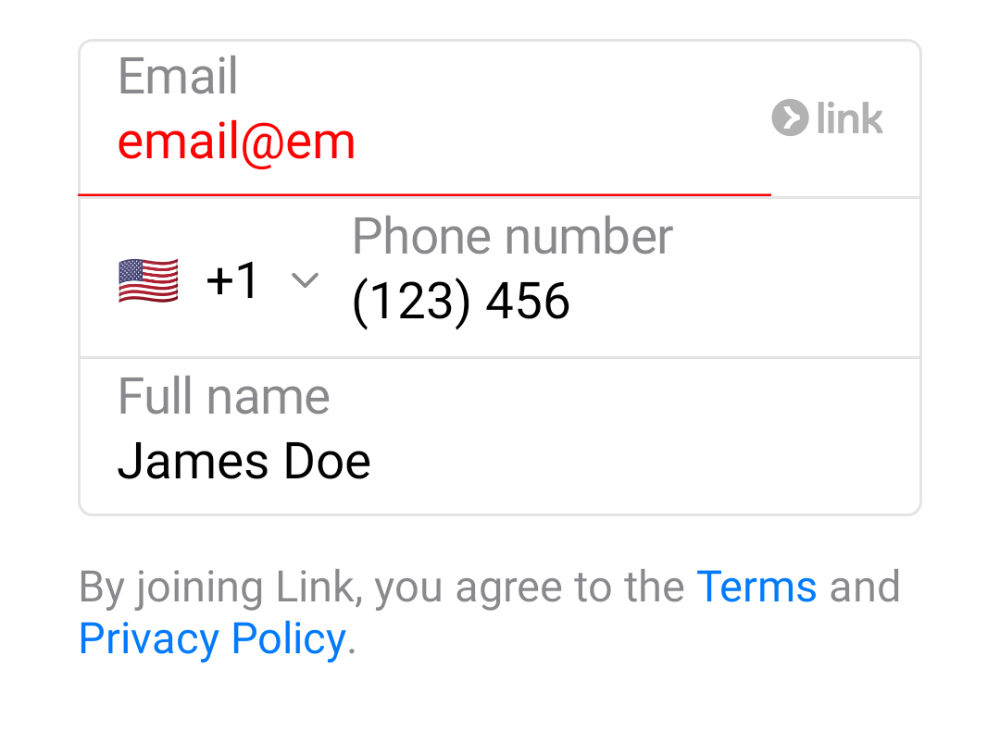 Email
email@em
link
Phone number
+1
(123) 456
Full name
James Doe
By joining Link, you agree to the Terms and
Privacy Policy.